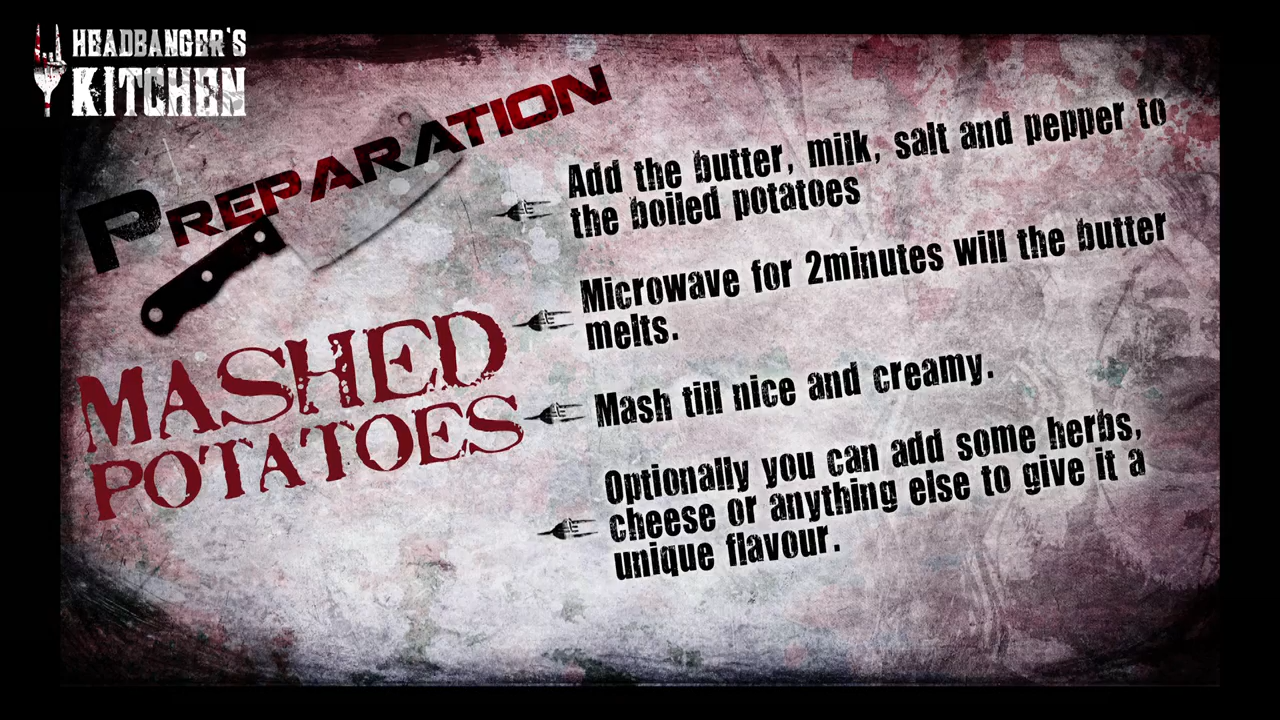 HEADBANGER'S
KITCHEN
PREPARATION
MASHED
POTATOES
Add the butter, milk, salt and pepper to
the boiled potatoes
Microwave for 2minutes will the butter
melts.
Mash till nice and creamy.
Optionally you can add some herbs,
cheese or anything else to give it a
unique flavour.